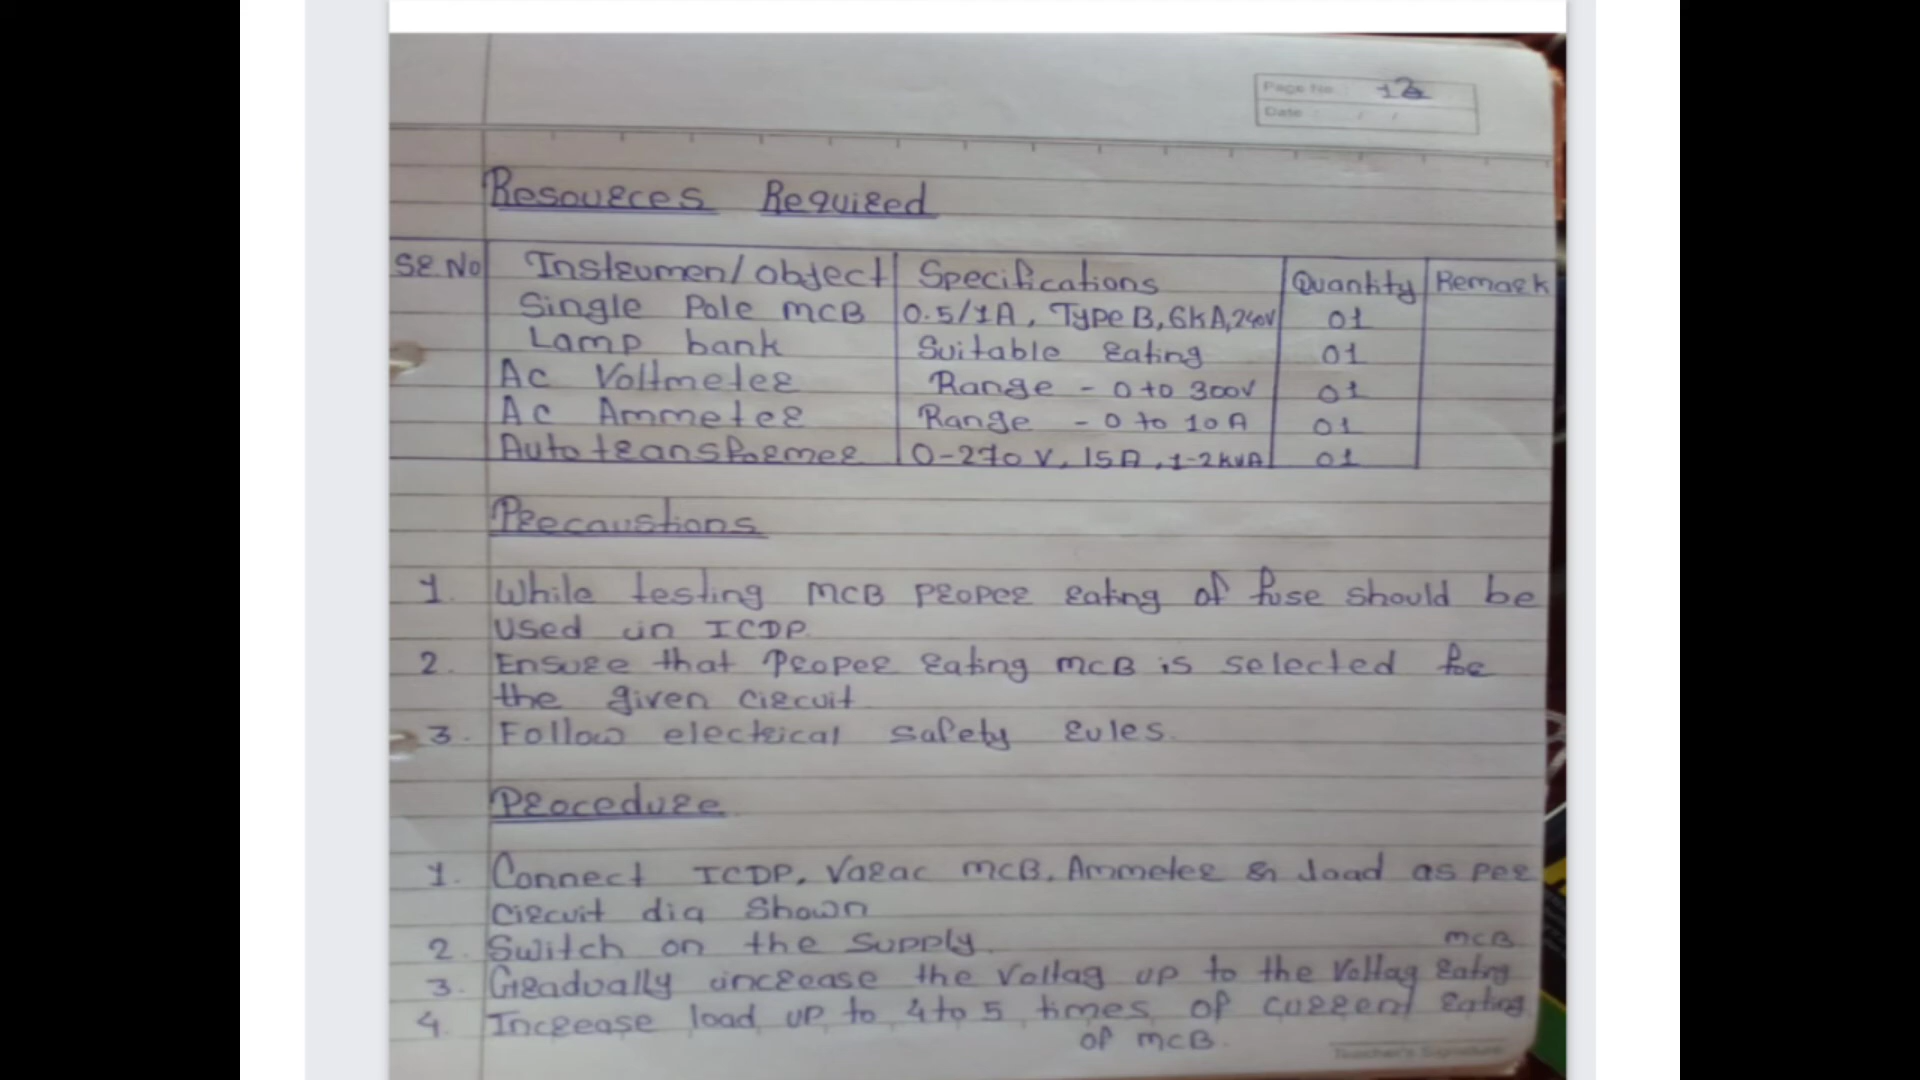 Page No
Date / /
Resources Required
Sr No Instrumen/object Specifications Quantity Remark
Single Pole MCB 0.5/1A, Type B, 6kA, 240V 01
Lamp bank Suitable rating 01
Ac Voltmeter Range - 0 to 300V 01
Ac Ammeter Range - 0 to 10A 01
Auto transformer 0-270 V, 15A, 1-2kVA 01
Precaustions
1. While testing MCB proper rating of fuse should be
used in ICDP.
2. Ensure that Proper rating MCB is selected for
the given circuit
3. Follow electrical safety rules.
Procedure
1. Connect ICDP, Varac MCB, Ammeter & load as per
circuit dia shown
2. Switch on the supply.
MCB
3. Gradually increase the Voltag up to the Voltag rating
4. Increase load up to 4 to 5 times of current rating
of MCB.
Teacher's Signature